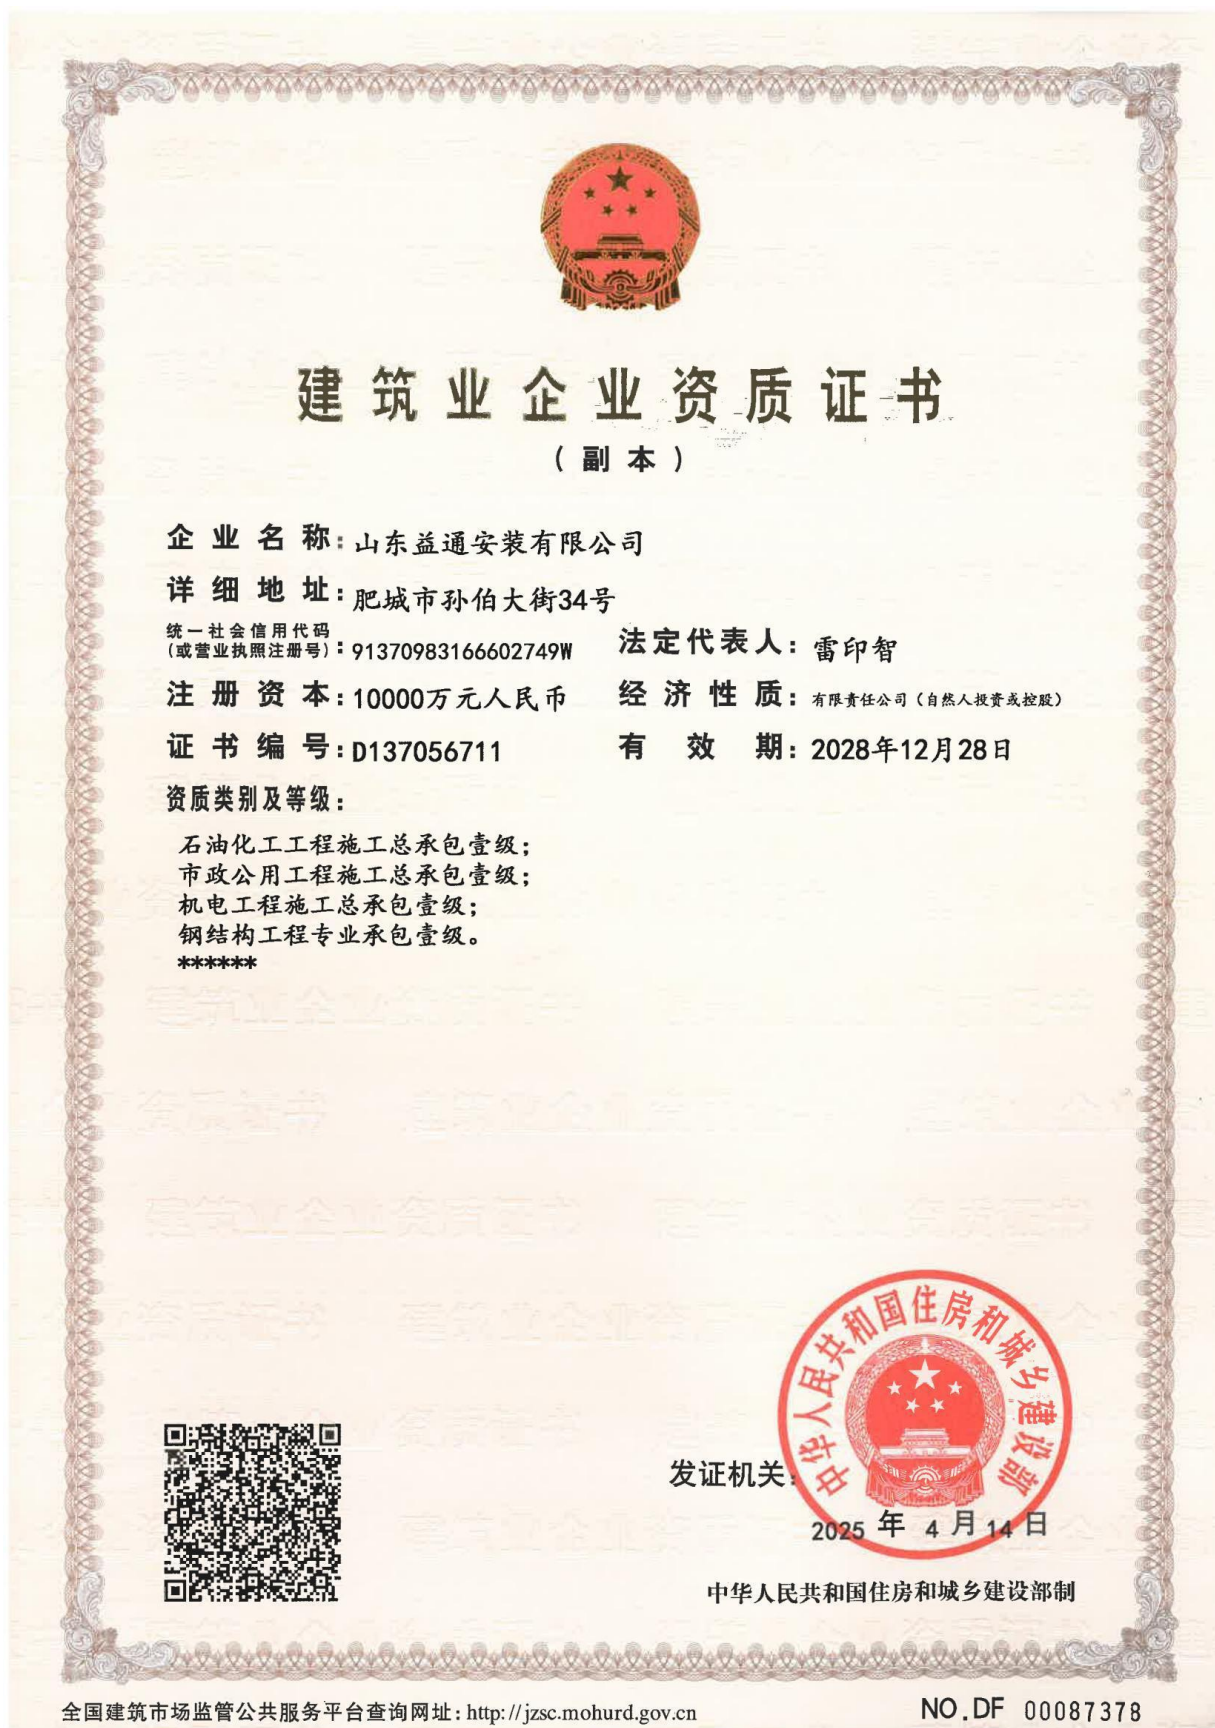 建筑业企业资质证书
（副本）
企业名称：山东益通安装有限公司
详细地址：肥城市孙伯大街34号
统一社会信用代码
（或营业执照注册号）：91370983166602749W 法定代表人：雷印智
注册资本：10000万元人民币 经济性质：有限责任公司（自然人投资或控股）
证书编号：D137056711 有效期：2028年12月28日
资质类别及等级：
石油化工工程施工总承包壹级；
市政公用工程施工总承包壹级；
机电工程施工总承包壹级；
钢结构工程专业承包壹级。
******
中华人民共和国住房和城乡建设部
发证机关：
2025年4月14日
中华人民共和国住房和城乡建设部制
全国建筑市场监管公共服务平台查询网址：http://jzsc.mohurd.gov.cn NO.DF 00087378